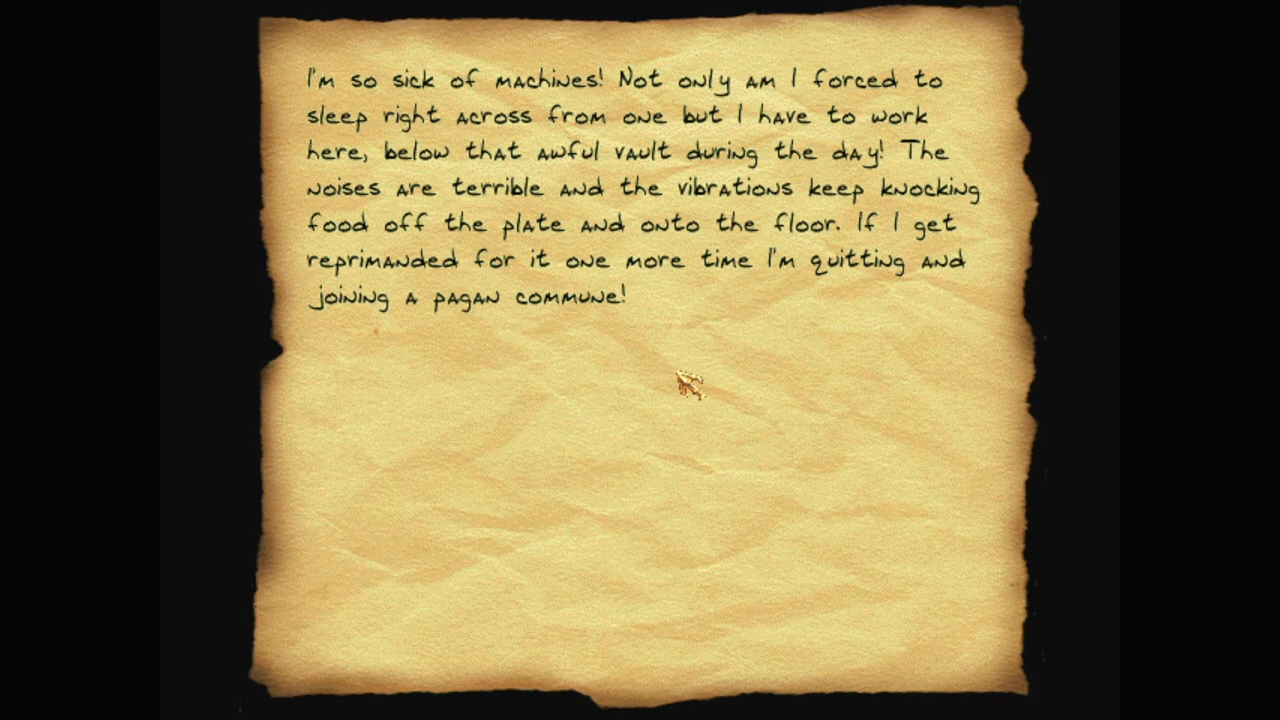 I'm so sick of machines! Not only am I forced to
sleep right across from one but I have to work
here, below that awful vault during the day! The
noises are terrible and the vibrations keep knocking
food off the plate and onto the floor. If I get
reprimanded for it one more time I'm quitting and
joining a pagan commune!